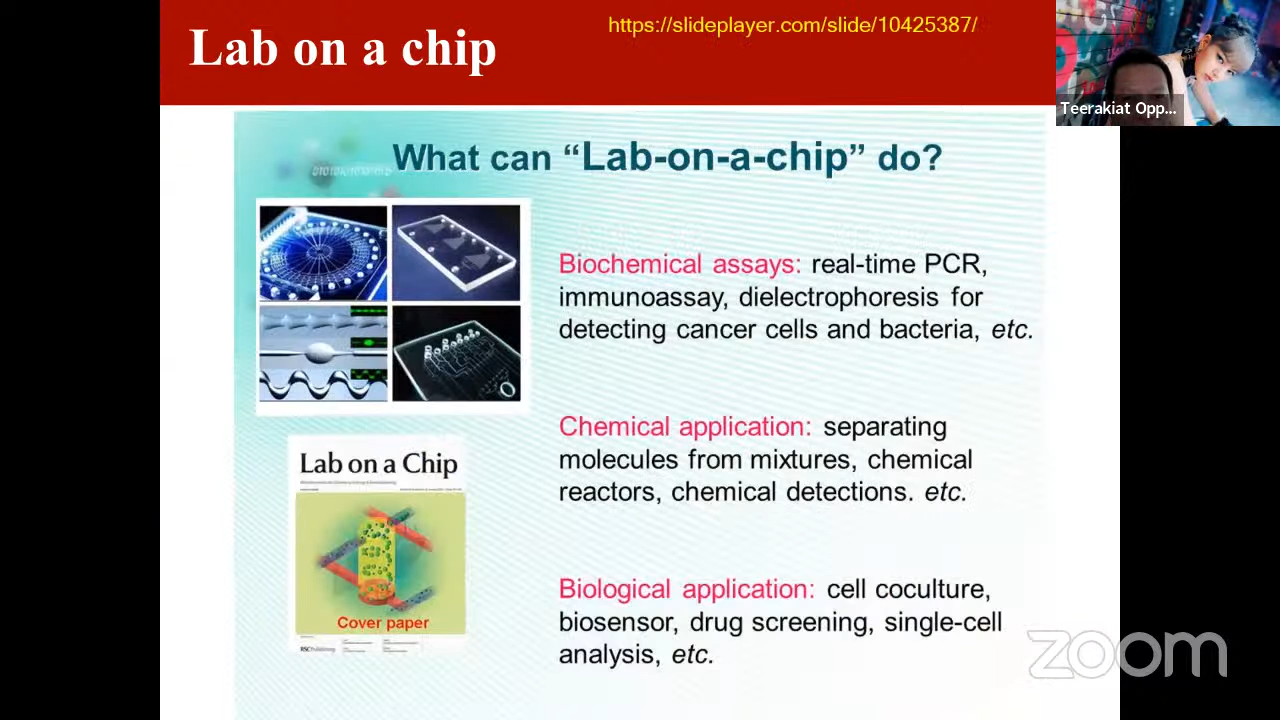 Lab on a chip
https://slideplayer.com/slide/10425387/
Teerakiat Opp...
What can “Lab-on-a-chip” do?
Biochemical assays: real-time PCR,
immunoassay, dielectrophoresis for
detecting cancer cells and bacteria, etc.
Lab on a Chip
Cover paper
RSCPublishing
Chemical application: separating
molecules from mixtures, chemical
reactors, chemical detections. etc.
Biological application: cell coculture,
biosensor, drug screening, single-cell
analysis, etc.
zoom